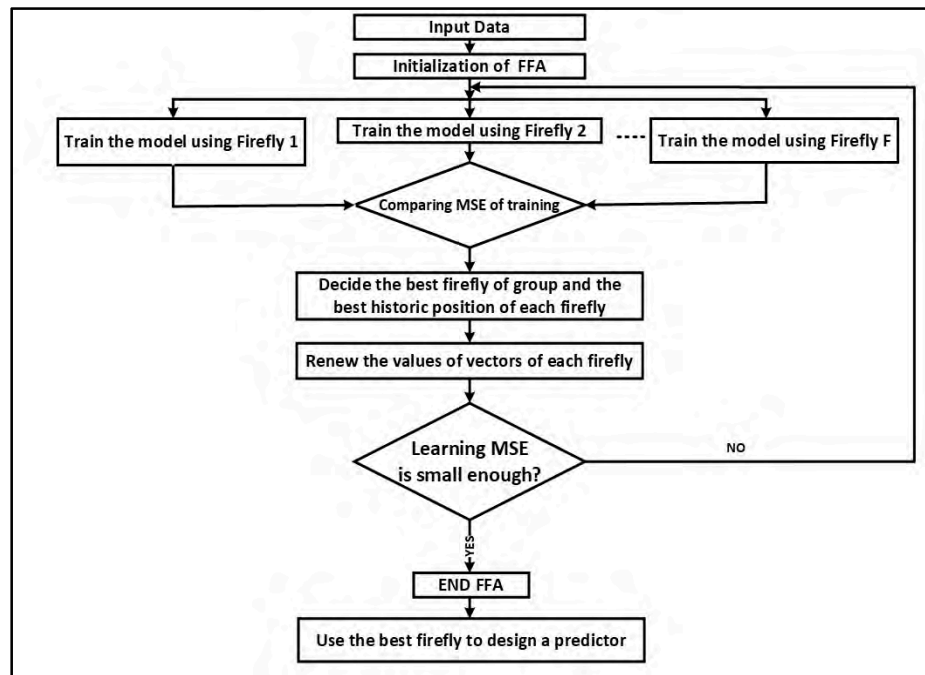 Input Data
Initialization of FFA
Train the model using Firefly 1
Train the model using Firefly 2
Train the model using Firefly F
Comparing MSE of training
Decide the best firefly of group and the
best historic position of each firefly
Renew the values of vectors of each firefly
Learning MSE
is small enough?
NO
YES
END FFA
Use the best firefly to design a predictor